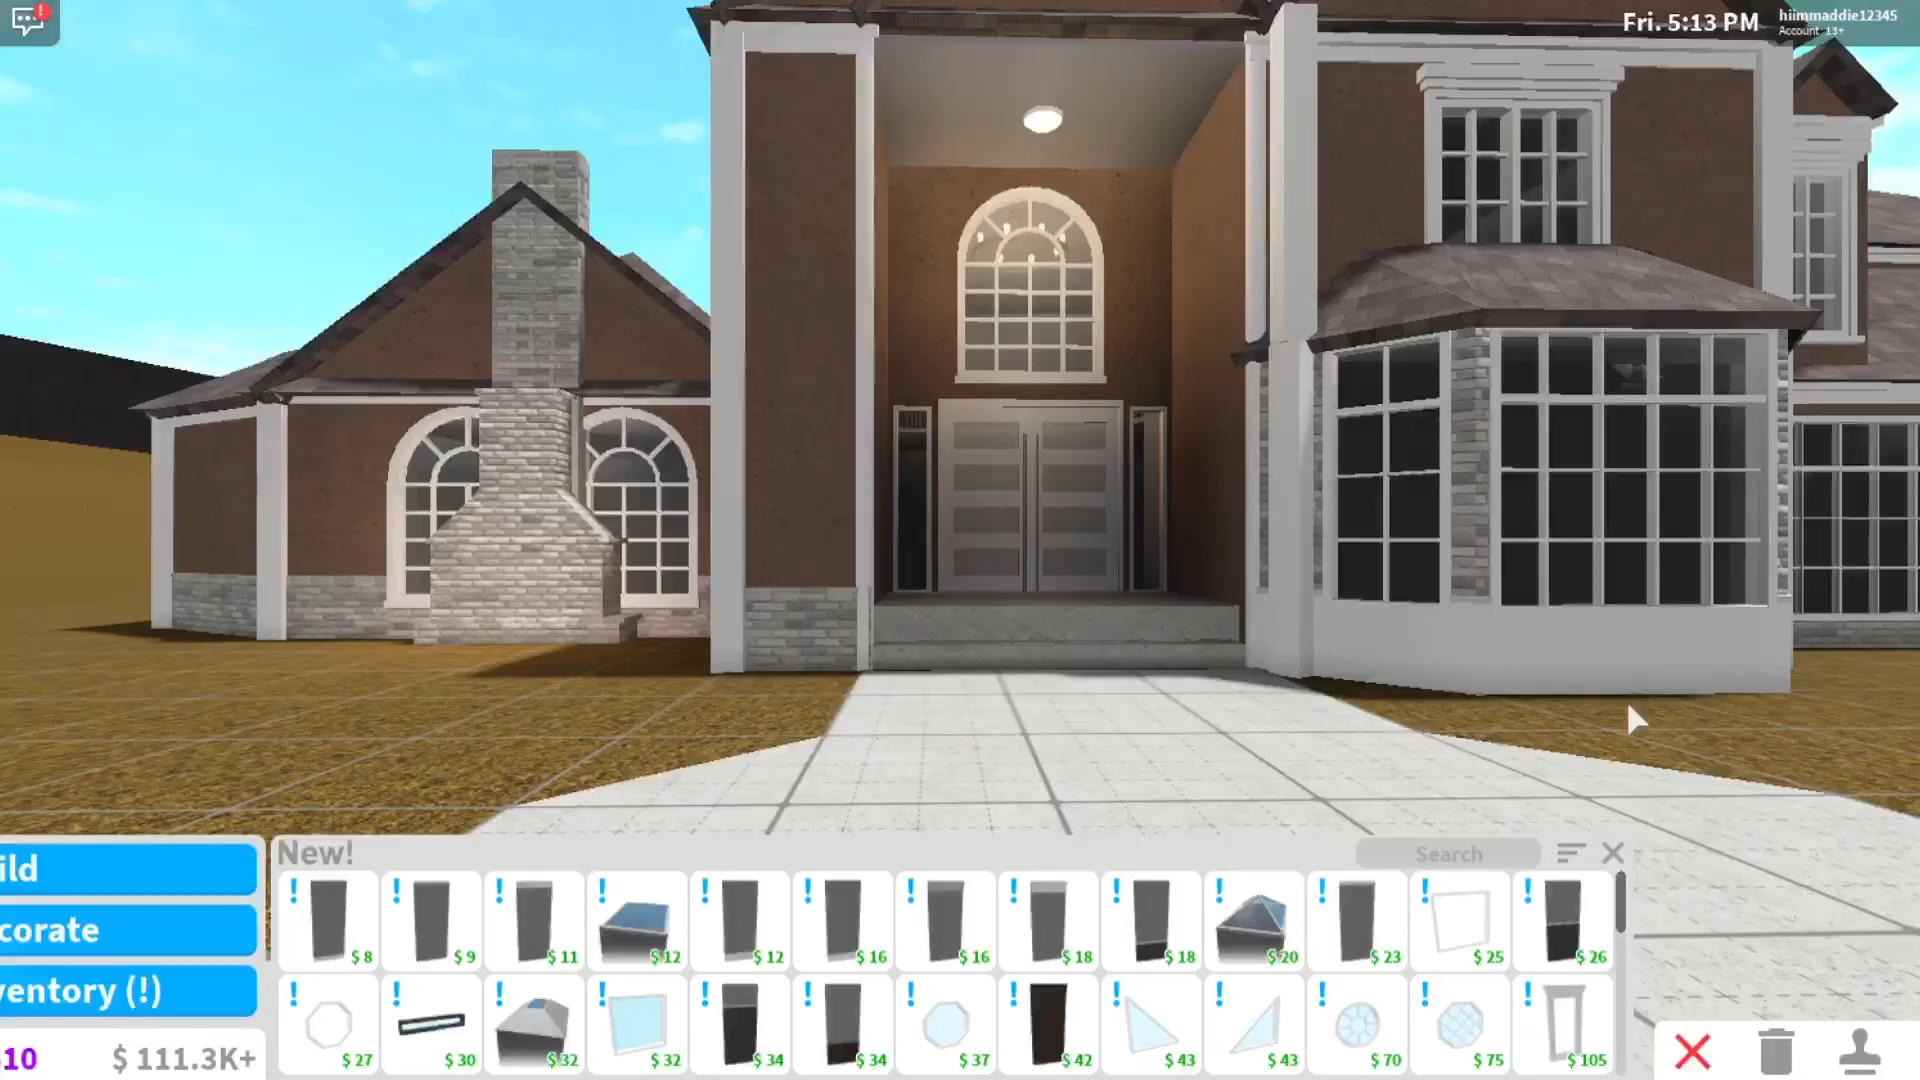 Fri. 5:13 PM
hiimmaddie12345
Account: 13+
New!
Search
ild
corate
ventory (!)
10
$ 111.3K+
! $ 8
! $ 9
! $ 11
! $ 12
! $ 12
! $ 16
! $ 16
! $ 18
! $ 18
! $ 20
! $ 23
! $ 25
! $ 26
! $ 27
! $ 30
! $ 32
! $ 32
! $ 34
! $ 34
! $ 37
! $ 42
! $ 43
! $ 43
! $ 70
! $ 75
! $ 105